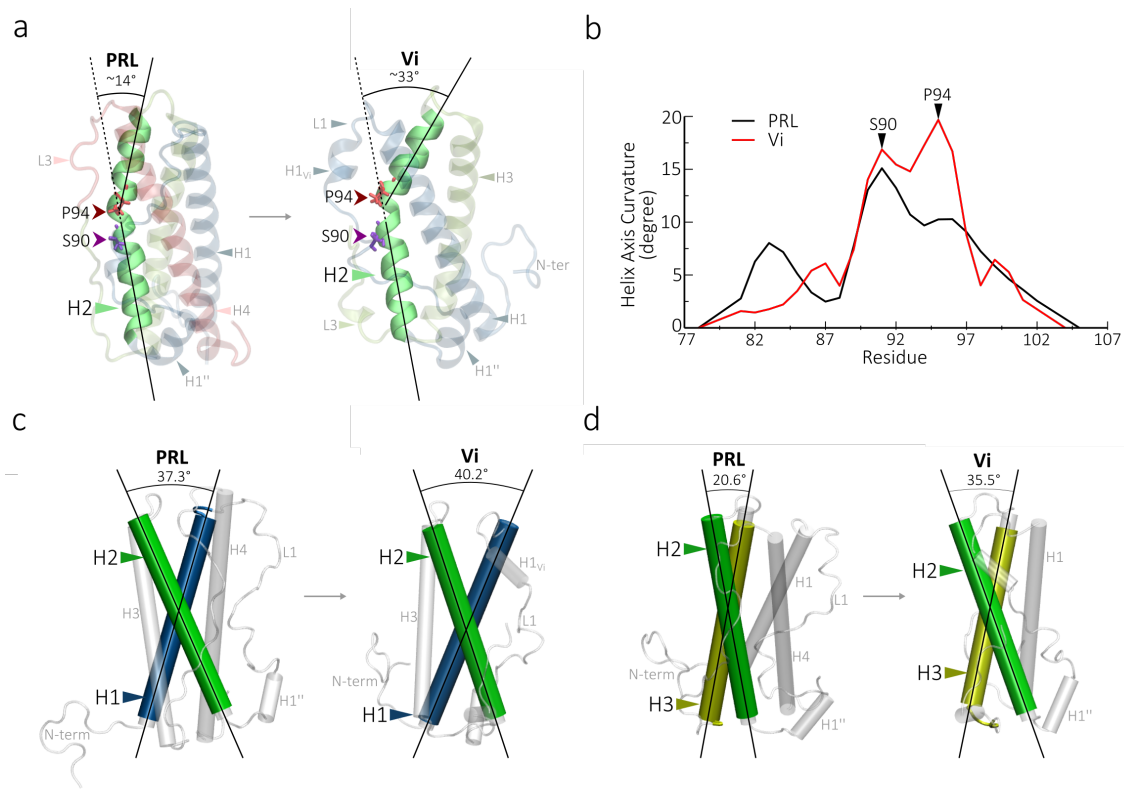 a
PRL
~14°
L3
P94
S90
H2
H1
H4
H1''
Vi
~33°
L1
H1vi
H3
P94
S90
H2
N-ter
L3
H1
H1''
b
Helix Axis Curvature
(degree)
20
15
10
5
0
PRL
Vi
S90
P94
77
82
87
92
97
102
107
Residue
c
PRL
37.3°
H2
H4
L1
H3
H1
H1''
N-term
Vi
40.2°
H2
H1vi
H3
L1
N-term
H1
d
PRL
20.6°
H2
H1
L1
H4
N-term
H3
H1''
Vi
35.5°
H1
H2
H3
H1''